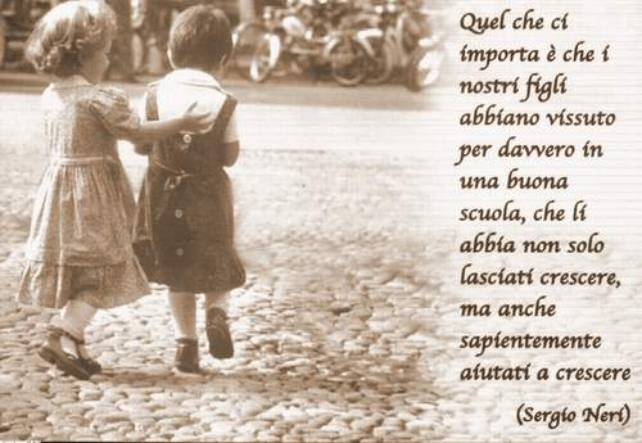 Quel che ci
importa è che i
nostri figli
abbiano vissuto
per davvero in
una buona
scuola, che li
abbia non solo
lasciati crescere,
ma anche
sapientemente
aiutati a crescere
(Sergio Neri)